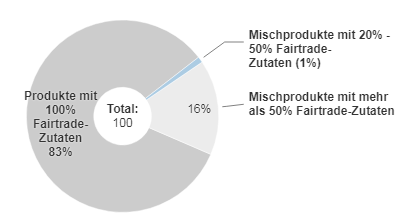 Mischprodukte mit 20% -
50% Fairtrade-
Zutaten (1%)
Produkte mit
100%
Fairtrade-
Zutaten
83%
Total:
100
16%
Mischprodukte mit mehr
als 50% Fairtrade-Zutaten